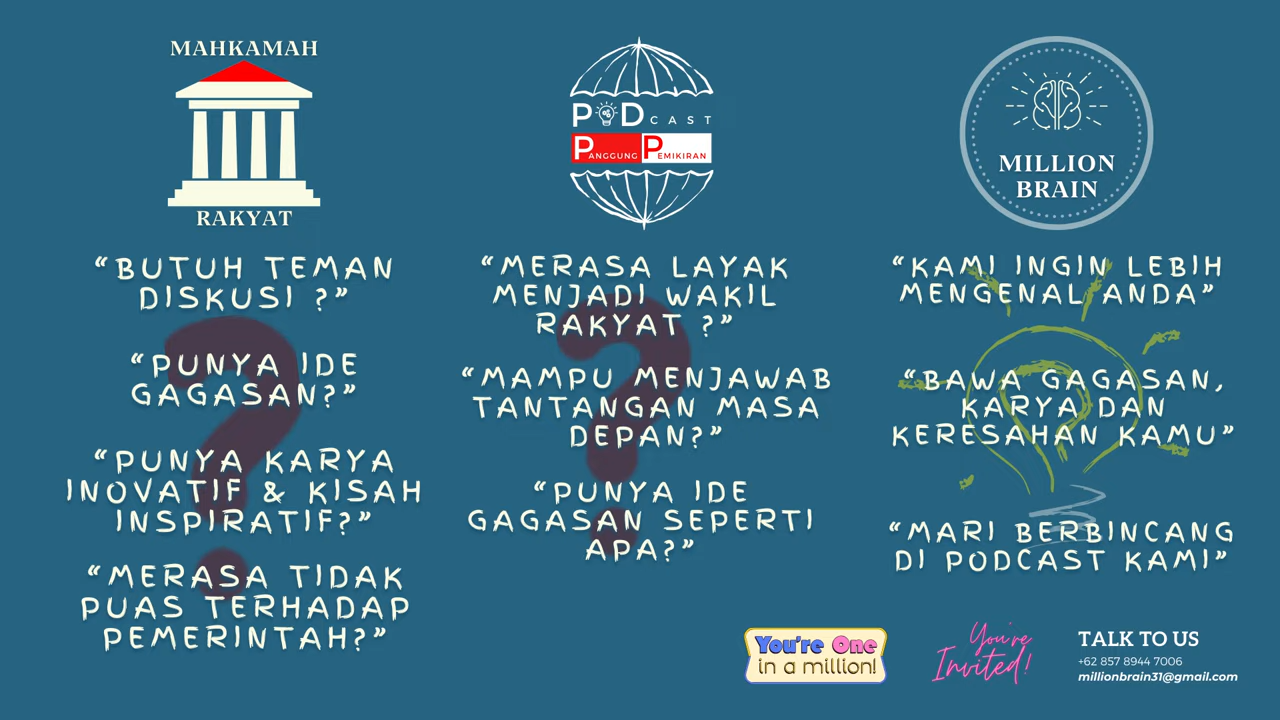 MAHKAMAH
RAKYAT
“BUTUH TEMAN
DISKUSI ?”
“PUNYA IDE
GAGASAN?”
“PUNYA KARYA
INOVATIF & KISAH
INSPIRATIF?”
“MERASA TIDAK
PUAS TERHADAP
PEMERINTAH?”
PODCAST
PANGGUNG PEMIKIRAN
“MERASA LAYAK
MENJADI WAKIL
RAKYAT ?”
“MAMPU MENJAWAB
TANTANGAN MASA
DEPAN?”
“PUNYA IDE
GAGASAN SEPERTI
APA?”
MILLION
BRAIN
“KAMI INGIN LEBIH
MENGENAL ANDA”
“BAWA GAGASAN,
KARYA DAN
KERESAHAN KAMU”
“MARI BERBINCANG
DI PODCAST KAMI”
You're One
in a million!
You're
Invited!
TALK TO US
+62 857 8944 7006
millionbrain31@gmail.com